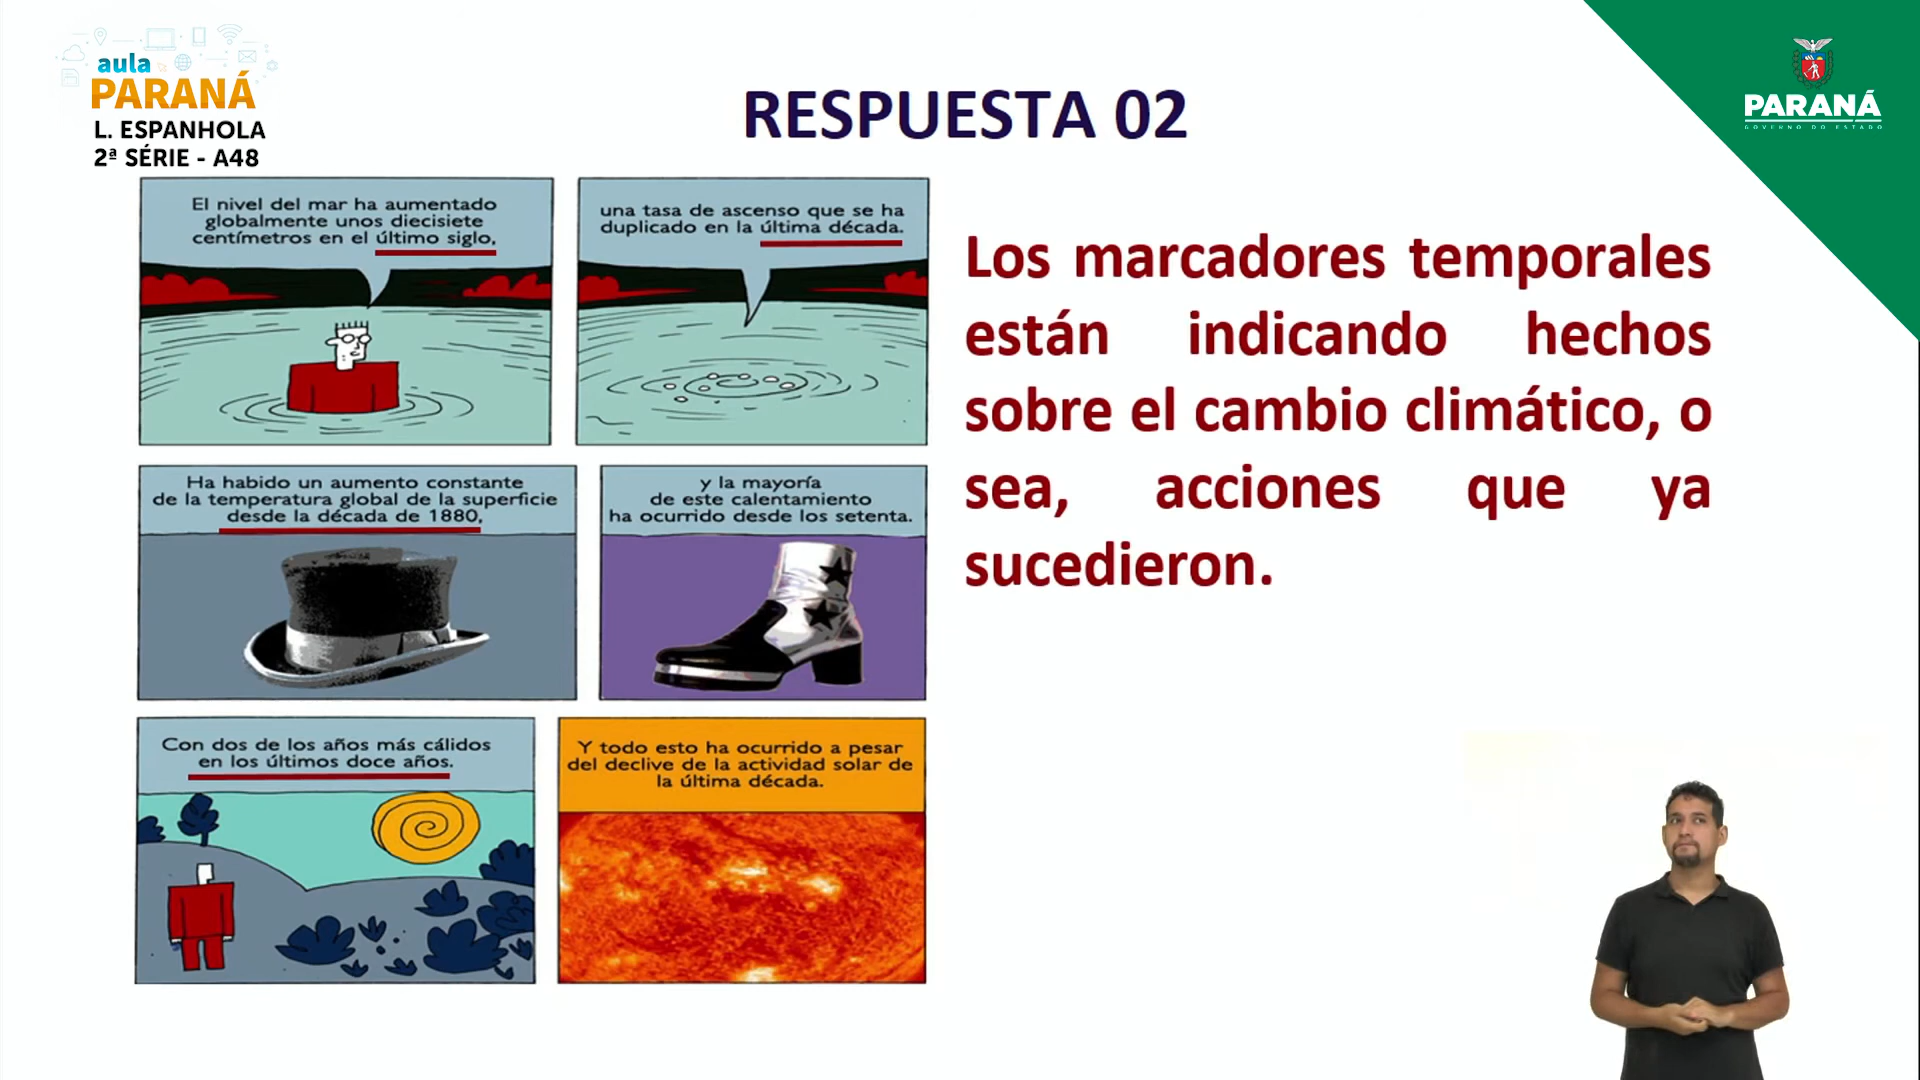 aula
PARANÁ
L. ESPANHOLA
2ª SÉRIE - A48
RESPUESTA 02
PARANÁ
GOVERNO DO ESTADO
El nivel del mar ha aumentado
globalmente unos diecisiete
centímetros en el último siglo,
una tasa de ascenso que se ha
duplicado en la última década.
Ha habido un aumento constante
de la temperatura global de la superficie
desde la década de 1880,
y la mayoría
de este calentamiento
ha ocurrido desde los setenta.
Con dos de los años más cálidos
en los últimos doce años.
Y todo esto ha ocurrido a pesar
del declive de la actividad solar de
la última década.
Los marcadores temporales
están indicando hechos
sobre el cambio climático, o
sea, acciones que ya
sucedieron.